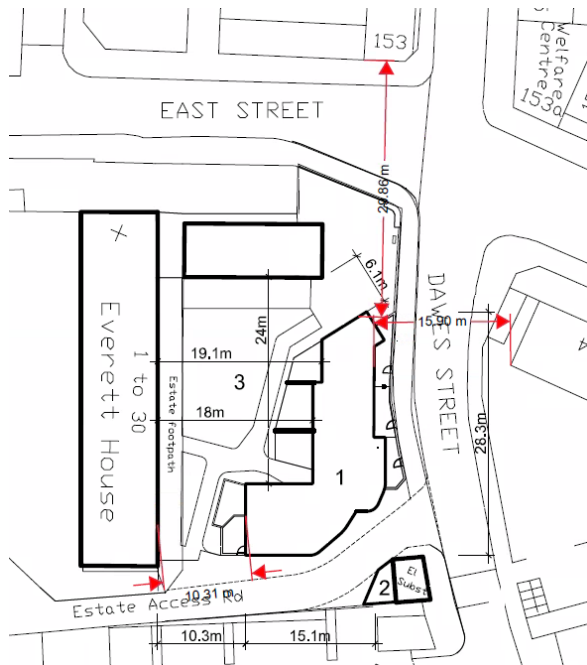 153
Welfare
Centre
153a
EAST STREET
29.86m
6.1m
DAWES STREET
15.90 m
Everett House
1 to 30
Estate footpath
24m
19.1m
3
18m
28.3m
1
El
Subst
2
10.31 m
Estate Access Rd
10.3m
15.1m